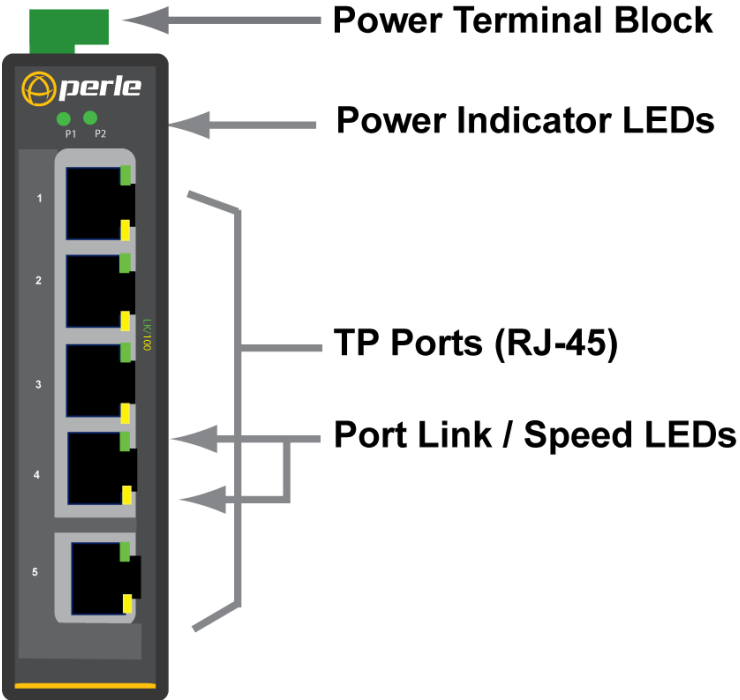 Power Terminal Block
perle
Power Indicator LEDs
P1 P2
1
2
LK/100
TP Ports (RJ-45)
3
Port Link / Speed LEDs
4
5